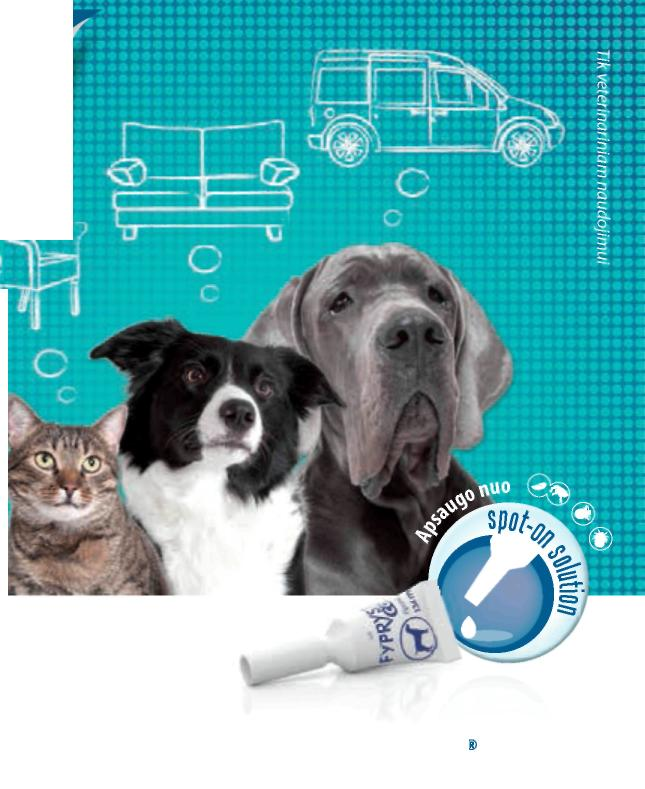 Tik veterinariniam naudojimui
Apsaugo nuo
spot-on solution
FYPRYST
®